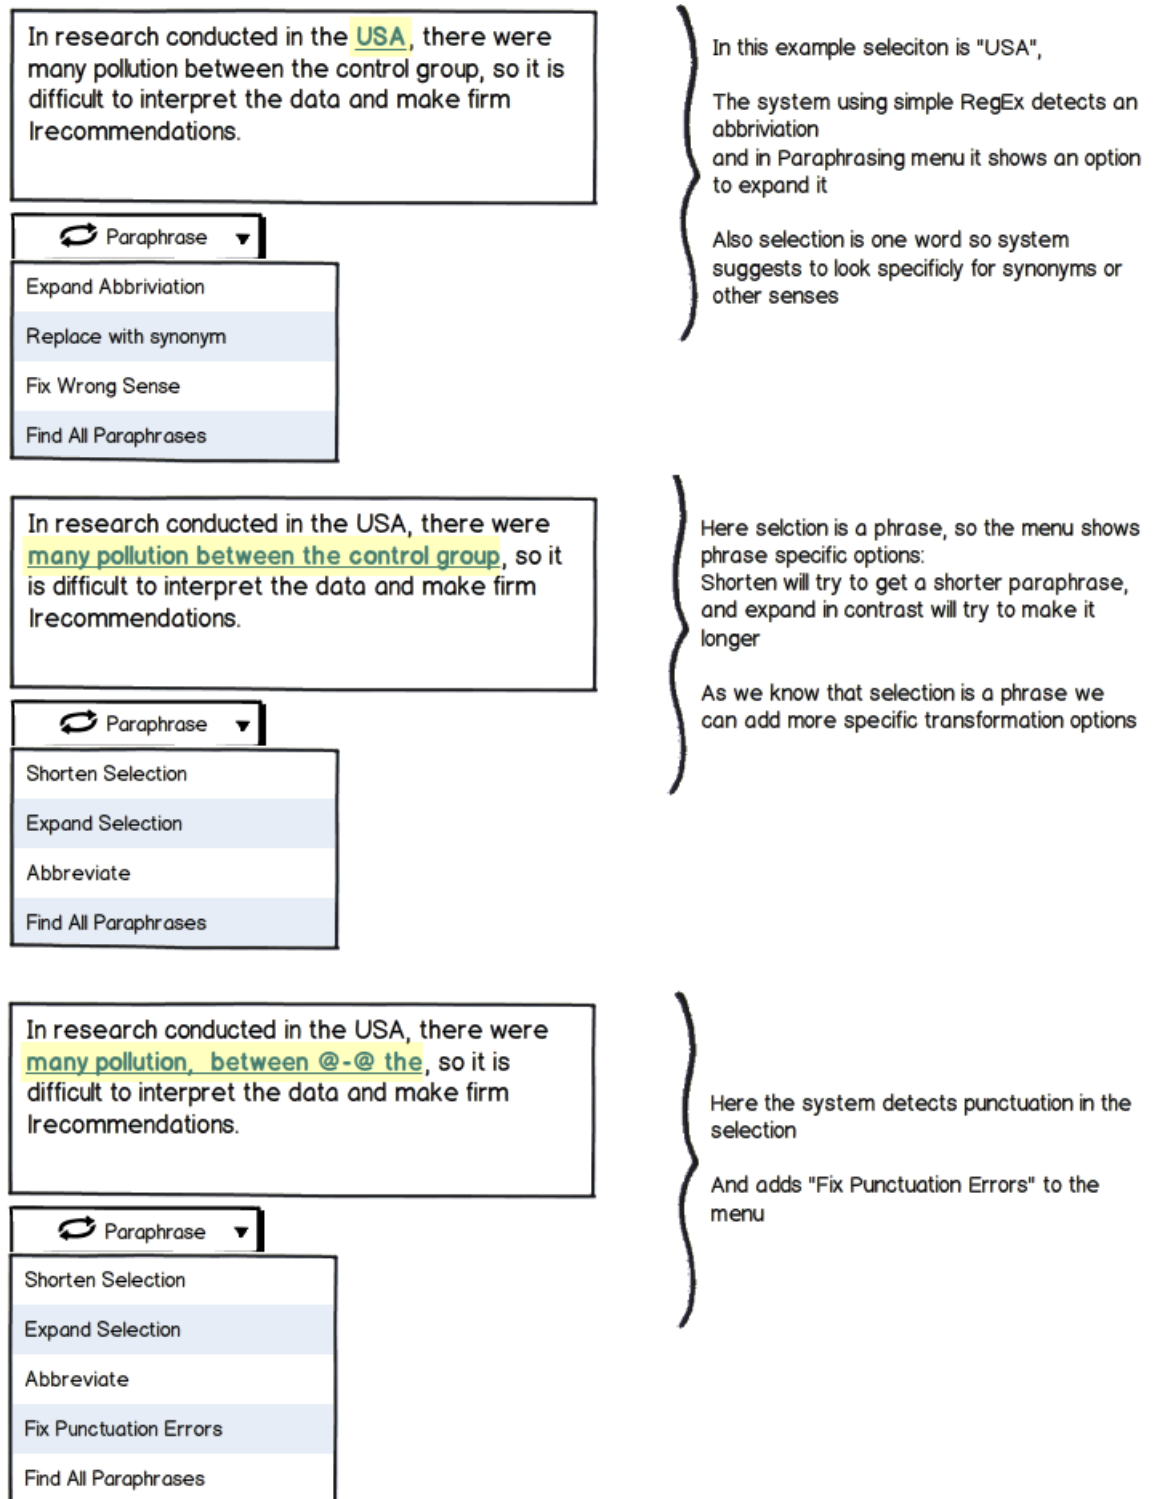 In research conducted in the USA, there were
many pollution between the control group, so it is
difficult to interpret the data and make firm
lrecommendations.
Paraphrase
Expand Abbriviation
Replace with synonym
Fix Wrong Sense
Find All Paraphrases
In this example seleciton is "USA",
The system using simple RegEx detects an
abbriviation
and in Paraphrasing menu it shows an option
to expand it
Also selection is one word so system
suggests to look specificly for synonyms or
other senses
In research conducted in the USA, there were
many pollution between the control group, so it
is difficult to interpret the data and make firm
lrecommendations.
Paraphrase
Shorten Selection
Expand Selection
Abbreviate
Find All Paraphrases
Here selction is a phrase, so the menu shows
phrase specific options:
Shorten will try to get a shorter paraphrase,
and expand in contrast will try to make it
longer
As we know that selection is a phrase we
can add more specific transformation options
In research conducted in the USA, there were
many pollution, between @-@ the, so it is
difficult to interpret the data and make firm
lrecommendations.
Paraphrase
Shorten Selection
Expand Selection
Abbreviate
Fix Punctuation Errors
Find All Paraphrases
Here the system detects punctuation in the
selection
And adds "Fix Punctuation Errors" to the
menu